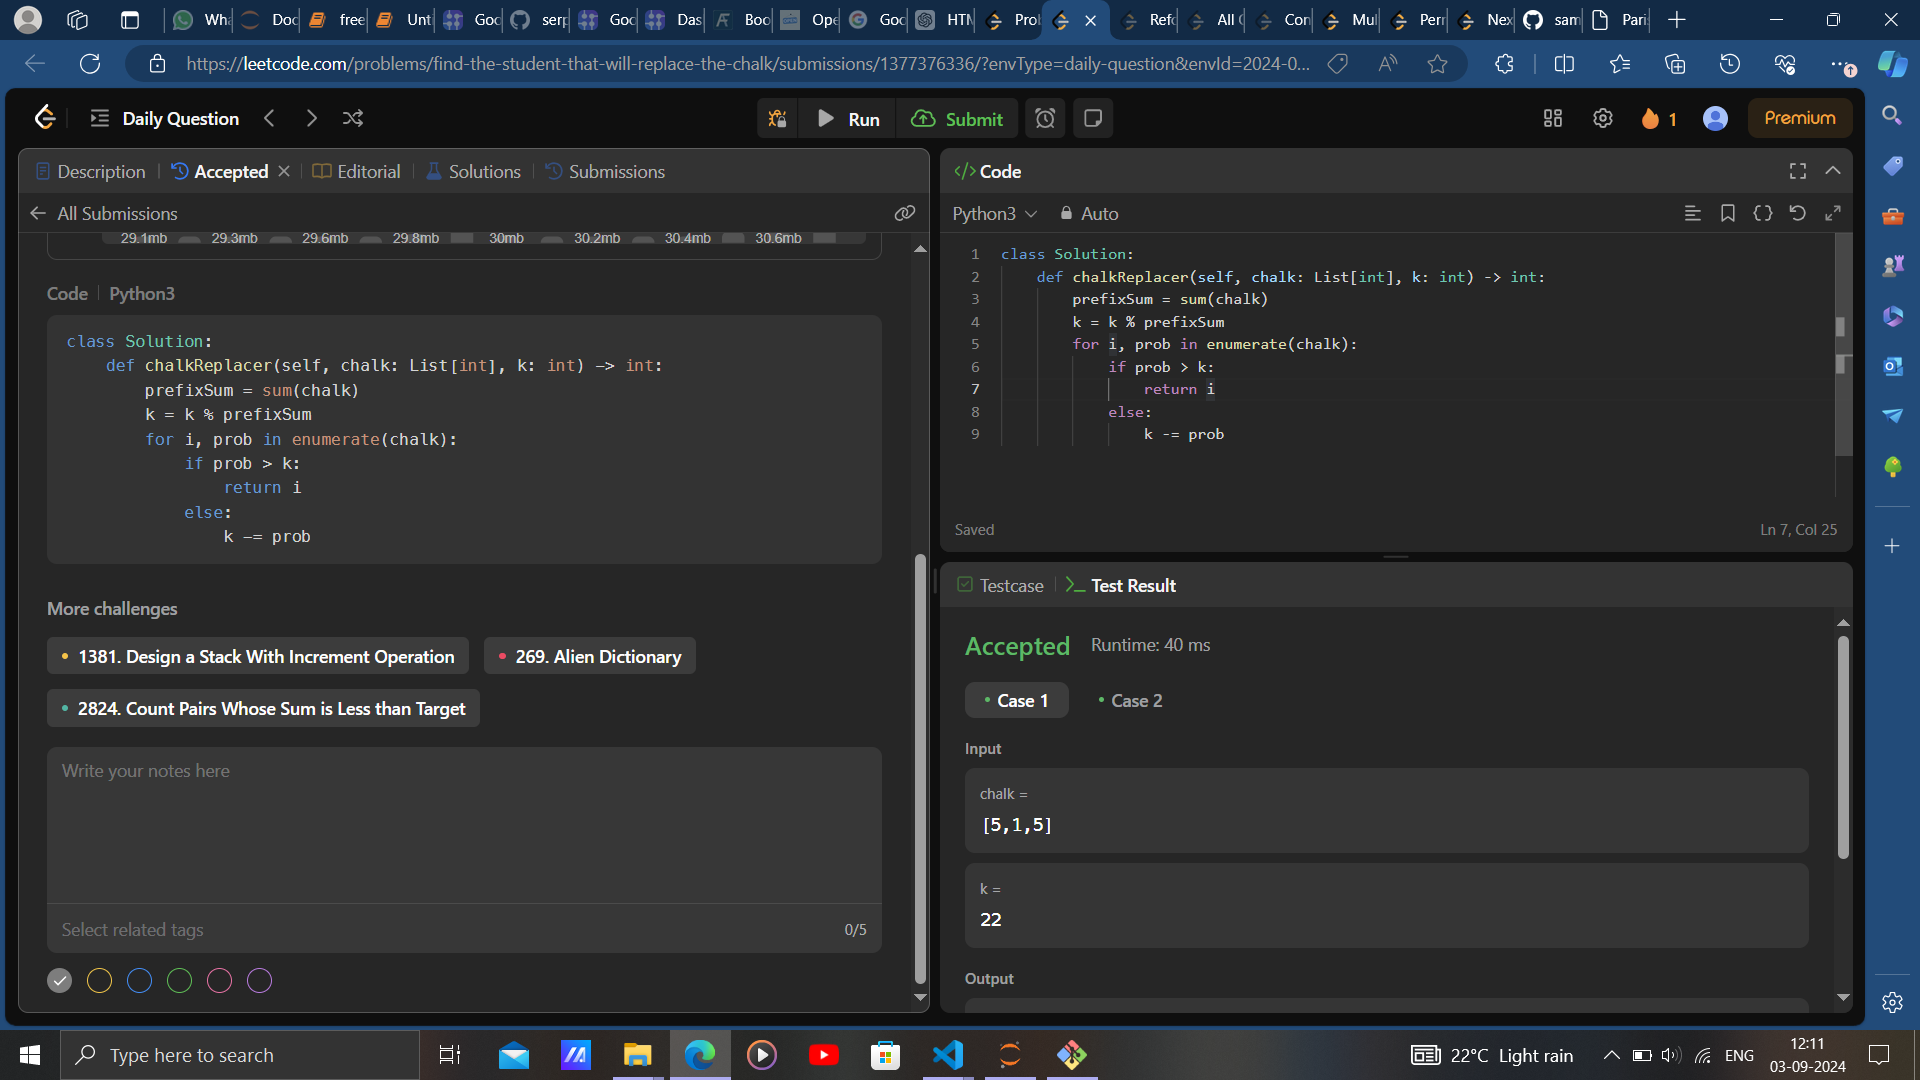 Wha
Doc
free
Unt
Goo
serp
Goo
Das
Boo
Ope
Goo
HTM
Pro
Refo
All C
Con
Mul
Perr
Nex
sam
Pari
https://leetcode.com/problems/find-the-student-that-will-replace-the-chalk/submissions/1377376336/?envType=daily-question&envId=2024-0...
Daily Question
Run
Submit
1
Premium
Description
Accepted
Editorial
Solutions
Submissions
All Submissions
29.1mb 29.3mb 29.6mb 29.8mb 30mb 30.2mb 30.4mb 30.6mb
Code | Python3
class Solution:
    def chalkReplacer(self, chalk: List[int], k: int) -> int:
        prefixSum = sum(chalk)
        k = k % prefixSum
        for i, prob in enumerate(chalk):
            if prob > k:
                return i
            else:
                k -= prob
More challenges
1381. Design a Stack With Increment Operation
269. Alien Dictionary
2824. Count Pairs Whose Sum is Less than Target
Write your notes here
Select related tags
0/5
</> Code
Python3
Auto
1 class Solution:
2     def chalkReplacer(self, chalk: List[int], k: int) -> int:
3         prefixSum = sum(chalk)
4         k = k % prefixSum
5         for i, prob in enumerate(chalk):
6             if prob > k:
7                 return i
8             else:
9                 k -= prob
Saved
Ln 7, Col 25
Testcase
Test Result
Accepted
Runtime: 40 ms
Case 1
Case 2
Input
chalk =
[5,1,5]
k =
22
Output
Type here to search
22°C Light rain
ENG
12:11
03-09-2024